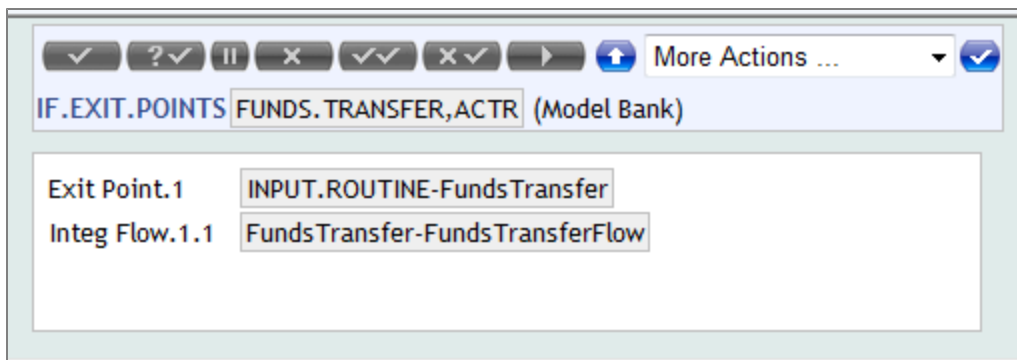 ? More Actions ...
IF.EXIT.POINTS FUNDS.TRANSFER,ACTR (Model Bank)
Exit Point.1 INPUT.ROUTINE-FundsTransfer
Integ Flow.1.1 FundsTransfer-FundsTransferFlow